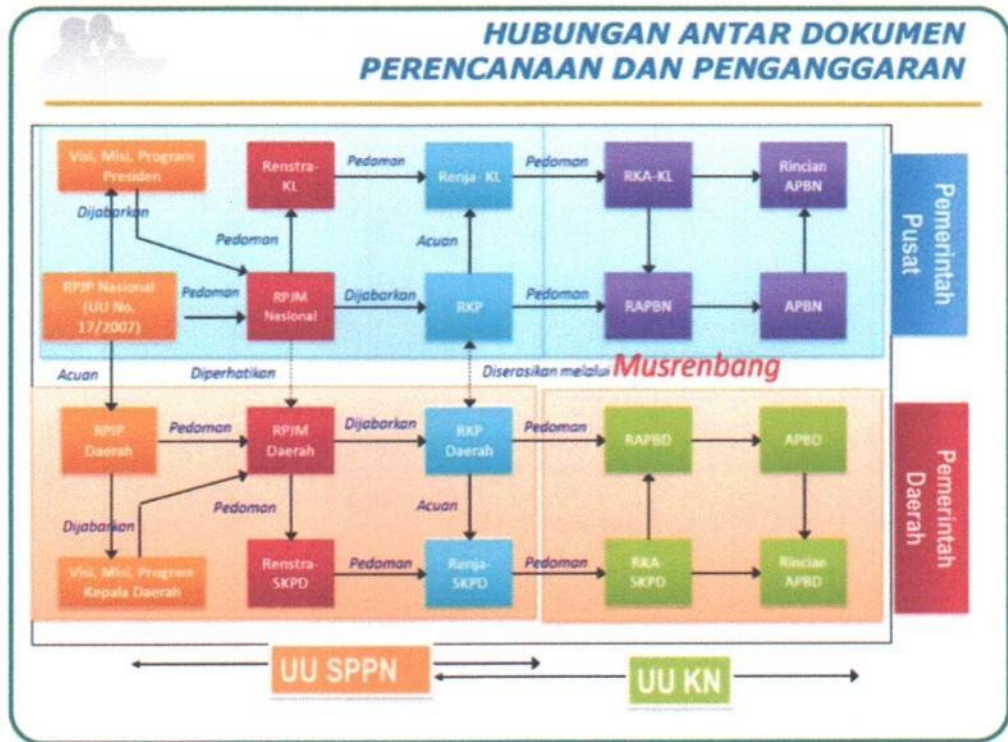 HUBUNGAN ANTAR DOKUMEN
PERENCANAAN DAN PENGANGGARAN
Visi, Misi, Program
Presiden
Renstra-
KL
Pedoman
Renja- KL
Pedoman
RKA-KL
Rincian
APBN
Dijabarkan
Pedoman
Acuan
RPJP Nasional
(UU No.
17/2007)
Pedoman
RPJM
Nasional
Dijabarkan
RKP
Pedoman
RAPBN
APBN
Pemerintah
Pusat
Acuan
Diperhatikan
Diserasikan melalui Musrenbang
RPJP
Daerah
Pedoman
RPJM
Daerah
Dijabarkan
RKP
Daerah
Pedoman
RAPBD
APBD
Dijabarkan
Pedoman
Acuan
Visi, Misi, Program
Kepala Daerah
Renstra-
SKPD
Pedoman
Renja-
SKPD
Pedoman
RKA-
SKPD
Rincian
APBD
Pemerintah
Daerah
UU SPPN
UU KN